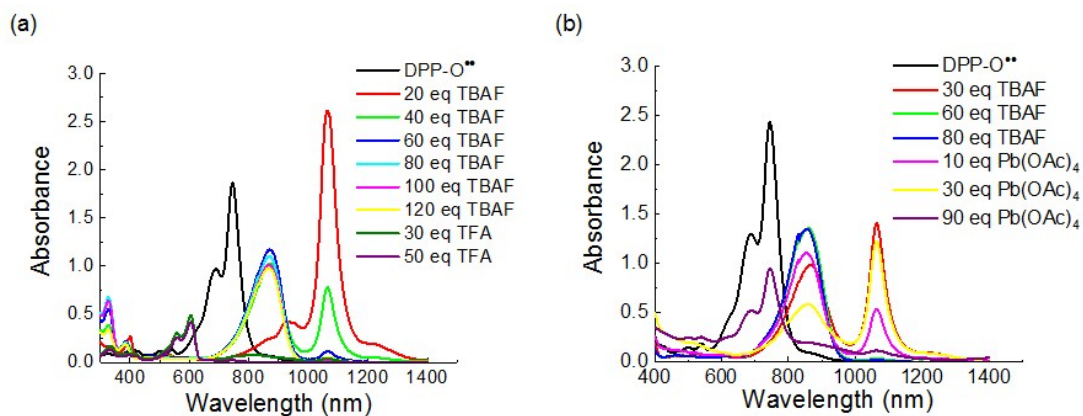 (a)
DPP-O••
20 eq TBAF
40 eq TBAF
60 eq TBAF
80 eq TBAF
100 eq TBAF
120 eq TBAF
30 eq TFA
50 eq TFA
Absorbance
3.0
2.5
2.0
1.5
1.0
0.5
0.0
400 600 800 1000 1200 1400
Wavelength (nm)
(b)
DPP-O••
30 eq TBAF
60 eq TBAF
80 eq TBAF
10 eq Pb(OAc)4
30 eq Pb(OAc)4
90 eq Pb(OAc)4
Absorbance
3.0
2.5
2.0
1.5
1.0
0.5
0.0
400 600 800 1000 1200 1400
Wavelength (nm)